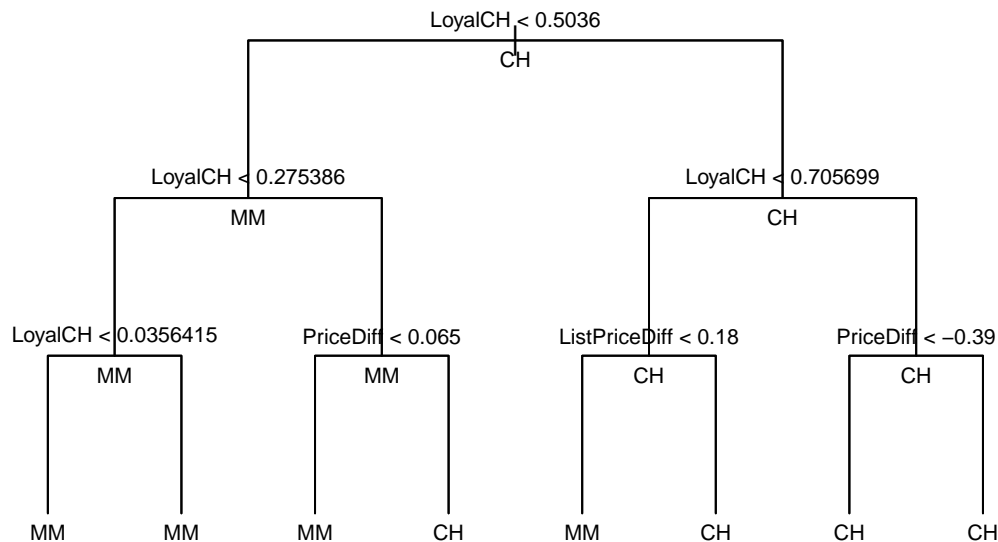 LoyalCH < 0.5036
CH
LoyalCH < 0.275386
LoyalCH < 0.705699
MM
CH
LoyalCH < 0.0356415
PriceDiff < 0.065
ListPriceDiff < 0.18
PriceDiff < −0.39
MM
MM
CH
CH
MM
MM
MM
CH
MM
CH
CH
CH